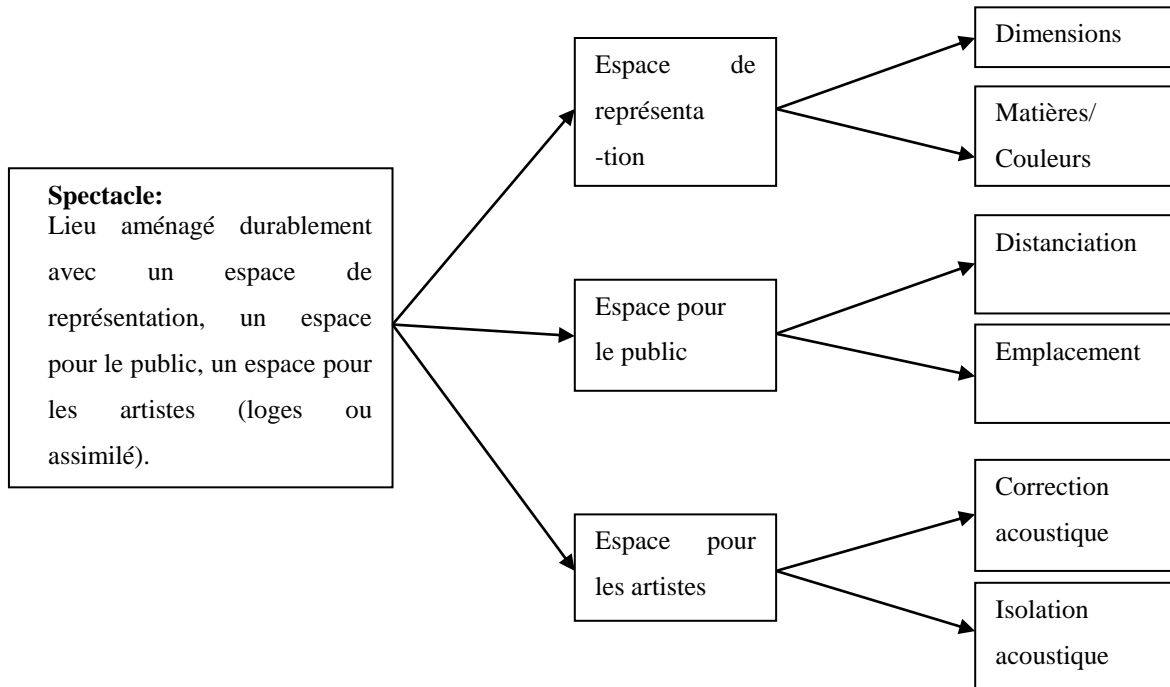 Spectacle:
Lieu aménagé durablement
avec un espace de
représentation, un espace
pour le public, un espace pour
les artistes (loges ou
assimilé).
Espace de
représenta
-tion
Espace pour
le public
Espace pour
les artistes
Dimensions
Matières/
Couleurs
Distanciation
Emplacement
Correction
acoustique
Isolation
acoustique